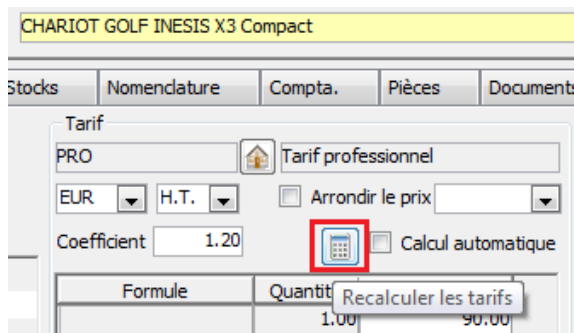 CHARIOT GOLF INESIS X3 Compact
Stocks Nomenclature Compta. Pièces Documents
Tarif
PRO Tarif professionnel
EUR H.T. Arrondir le prix
Coefficient 1.20 Calcul automatique
Formule Quantit
Recalculer les tarifs
1.00 90.00